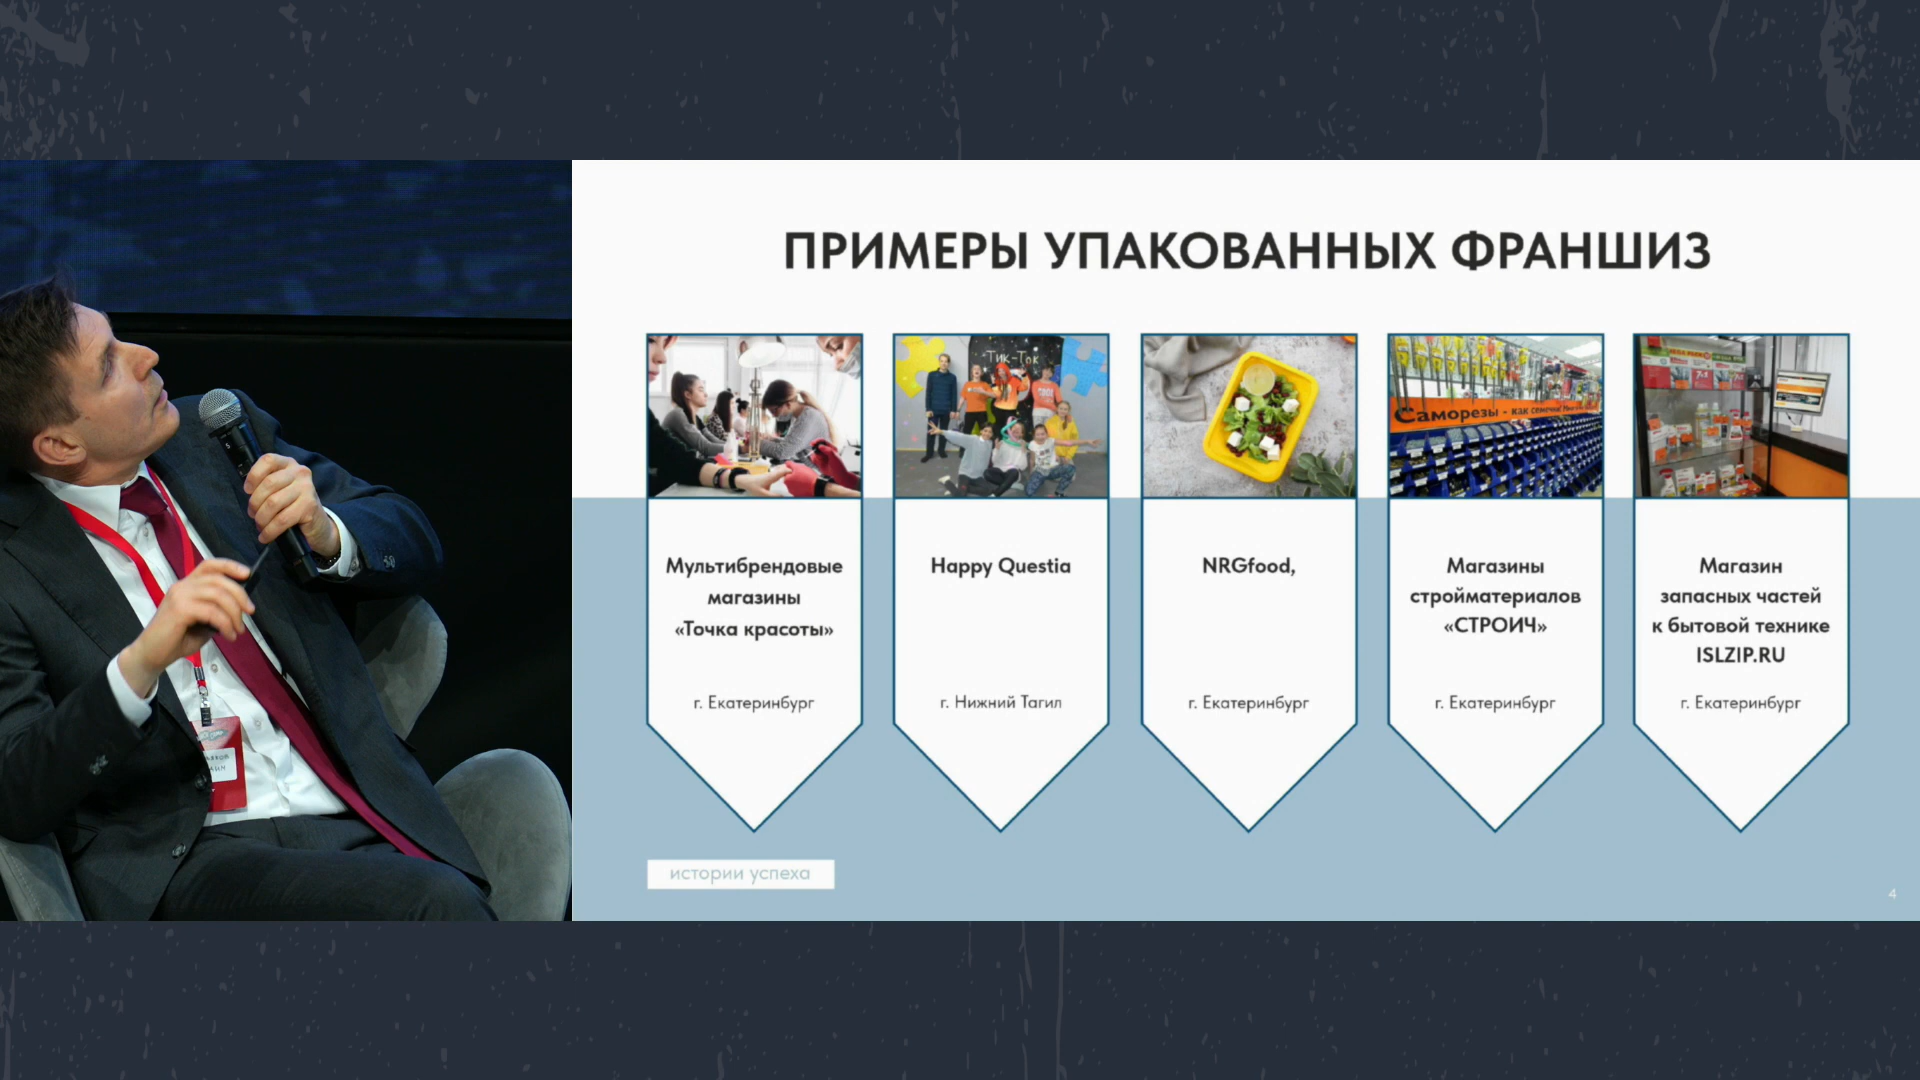 ПРИМЕРЫ УПАКОВАННЫХ ФРАНШИЗ
Тик-Ток
Саморезы - как семечки!
Мультибрендовые
магазины
«Точка красоты»
г. Екатеринбург
Happy Questia
г. Нижний Тагил
NRGfood,
г. Екатеринбург
Магазины
стройматериалов
«СТРОИЧ»
г. Екатеринбург
Магазин
запасных частей
к бытовой технике
ISLZIP.RU
г. Екатеринбург
истории успеха
4